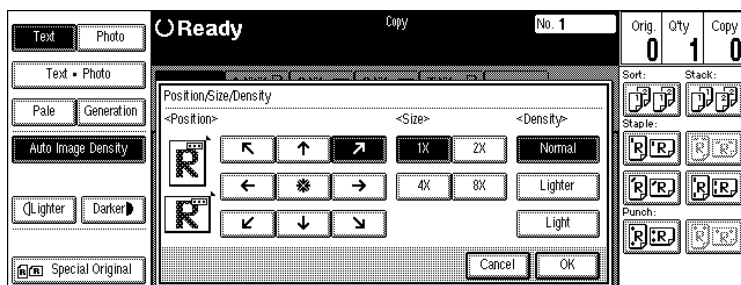 Text
Photo
Text • Photo
Pale
Generation
Auto Image Density
Lighter
Darker
Special Original
Ready
Copy
No. 1
Position/Size/Density
<Position>
<Size>
<Density>
R
R
1X
2X
4X
8X
Normal
Lighter
Light
Cancel
OK
Orig.
Q'ty
Copy
0
1
0
Sort:
Stack:
Staple:
Punch: